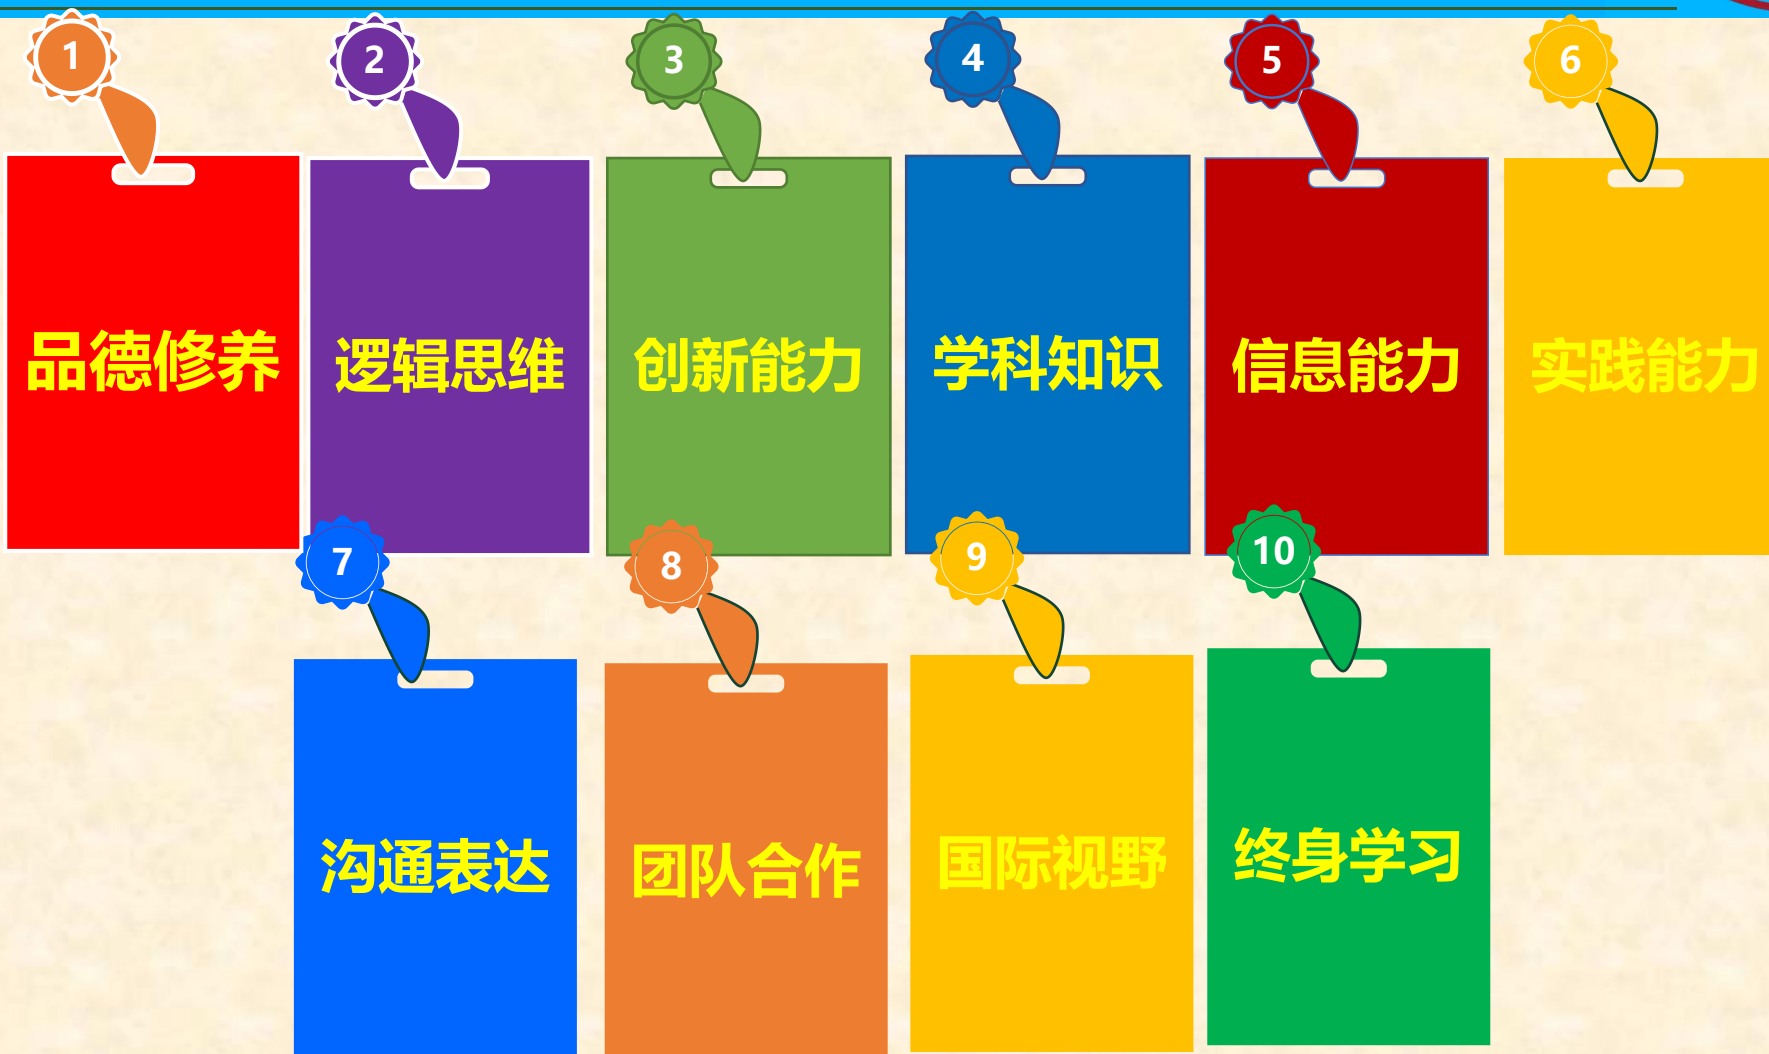 1
品德修养
2
逻辑思维
3
创新能力
4
学科知识
5
信息能力
6
实践能力
7
沟通表达
8
团队合作
9
国际视野
10
终身学习